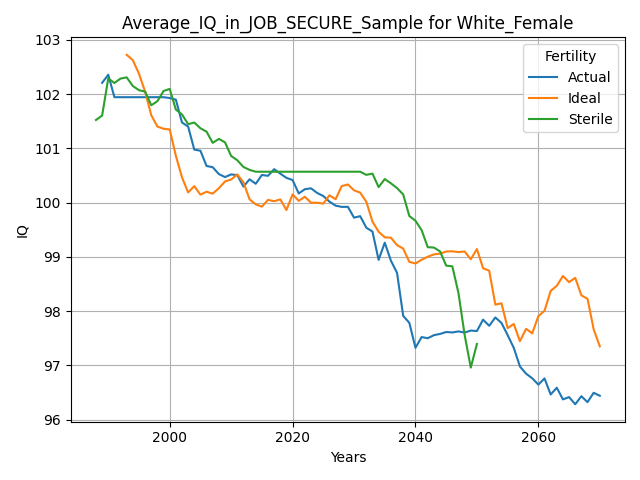 Average_IQ_in_JOB_SECURE_Sample for White_Female
103
102
101
100
99
98
97
96
IQ
Fertility
Actual
Ideal
Sterile
2000
2020
2040
2060
Years